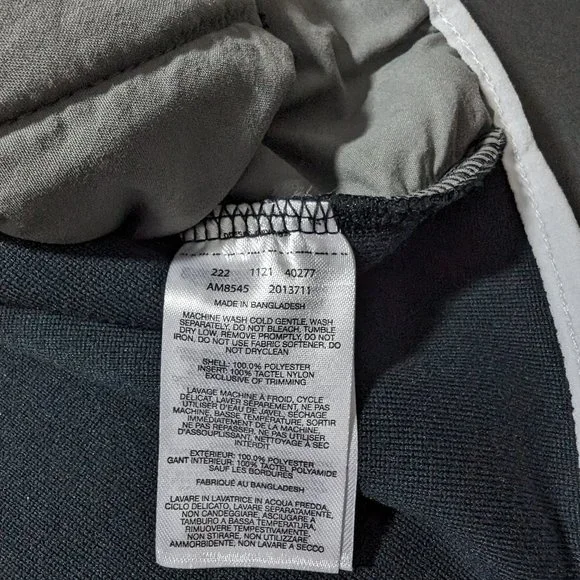 222 1121 40277
AM8545 2013711
MADE IN BANGLADESH
MACHINE WASH COLD GENTLE, WASH
SEPARATELY, DO NOT BLEACH, TUMBLE
DRY LOW, REMOVE PROMPTLY, DO NOT
IRON, DO NOT USE FABRIC SOFTENER, DO
NOT DRYCLEAN
SHELL: 100.0% POLYESTER
INSERT: 100% TACTEL NYLON
EXCLUSIVE OF TRIMMING
LAVAGE MACHINE À FROID, CYCLE
DÉLICAT, LAVER SÉPARÉMENT, NE PAS
UTILISER D'EAU DE JAVEL, SÉCHAGE
MACHINE, BASSE TEMPÉRATURE, SORTIR
IMMÉDIATEMENT DE LA MACHINE,
NE PAS REPASSER, NE PAS UTILISER
D'ASSOUPLISSANT, NETTOYAGE À SEC
INTERDIT
EXTÉRIEUR: 100.0% POLYESTER
GANT INTÉRIEUR: 100% TACTEL POLYAMIDE
SAUF LES BORDURES
FABRIQUÉ AU BANGLADESH
LAVARE IN LAVATRICE IN ACQUA FREDDA,
CICLO DELICATO, LAVARE SEPARATAMENTE,
NON CANDEGGIARE, ASCIUGARE A
TAMBURO A BASSA TEMPERATURA,
RIMUOVERE TEMPESTIVAMENTE
NON STIRARE, NON UTILIZZARE
AMMORBIDENTE, NON LAVARE A SECCO